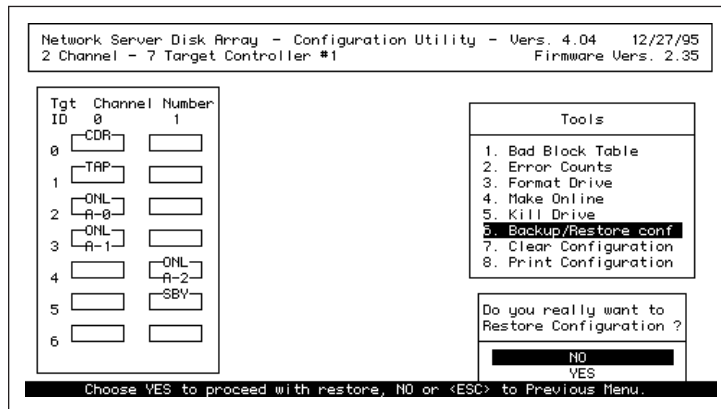 Network Server Disk Array - Configuration Utility - Vers. 4.04 12/27/95
2 Channel - 7 Target Controller #1 Firmware Vers. 2.35
Tgt Channel Number
ID 0 1
CDR
0
TAP
1
ONL
2 A-0
ONL
3 A-1
ONL
4 A-2
SBY
5
6
Tools
1. Bad Block Table
2. Error Counts
3. Format Drive
4. Make Online
5. Kill Drive
6. Backup/Restore conf
7. Clear Configuration
8. Print Configuration
Do you really want to
Restore Configuration ?
NO
YES
Choose YES to proceed with restore, NO or <ESC> to Previous Menu.